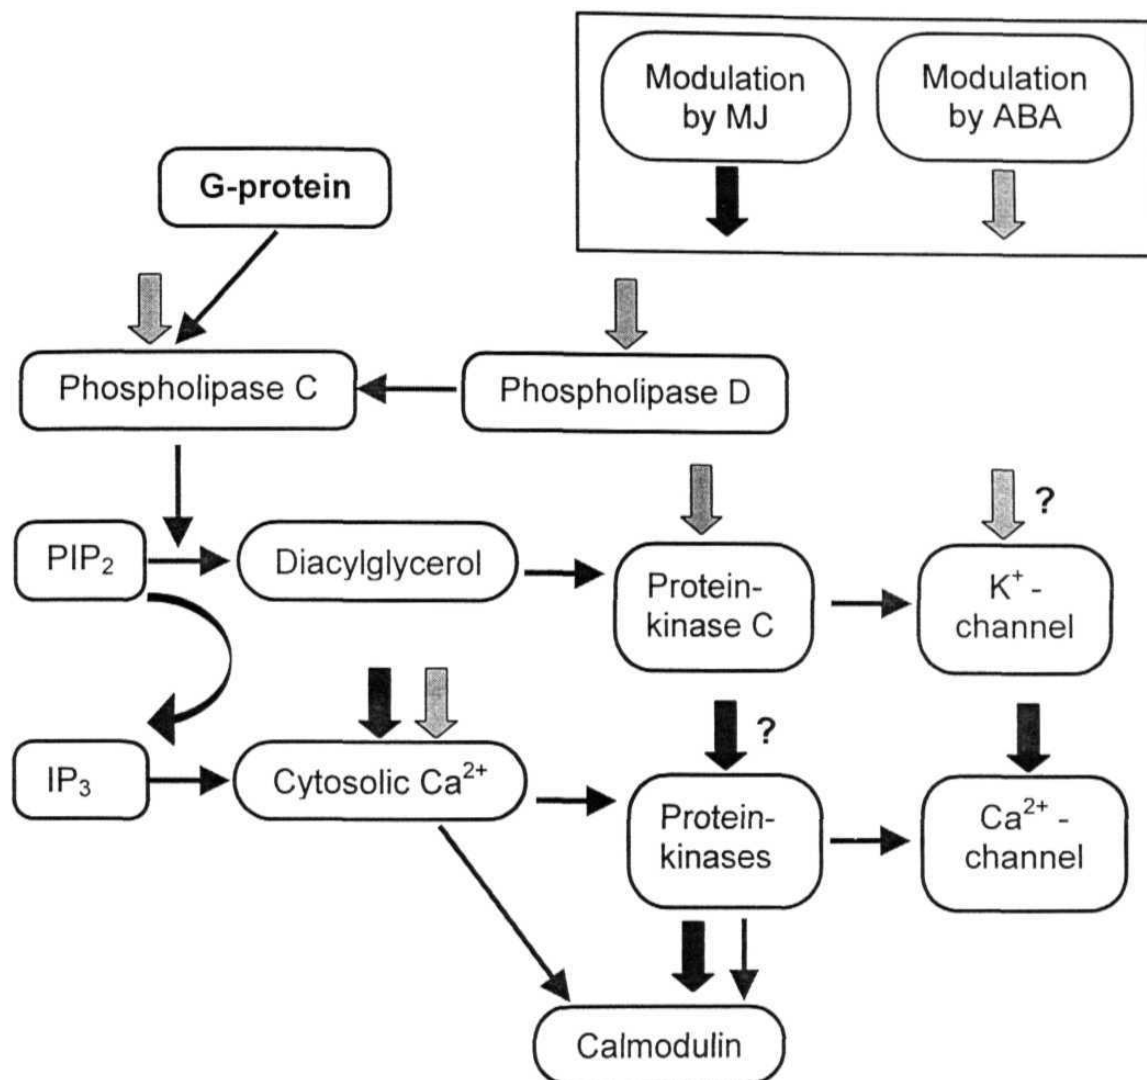 Modulation
by MJ
Modulation
by ABA
G-protein
Phospholipase C
Phospholipase D
?
PIP₂
Diacylglycerol
Protein-
kinase C
K⁺ -
channel
?
IP₃
Cytosolic Ca²⁺
Protein-
kinases
Ca²⁺ -
channel
Calmodulin